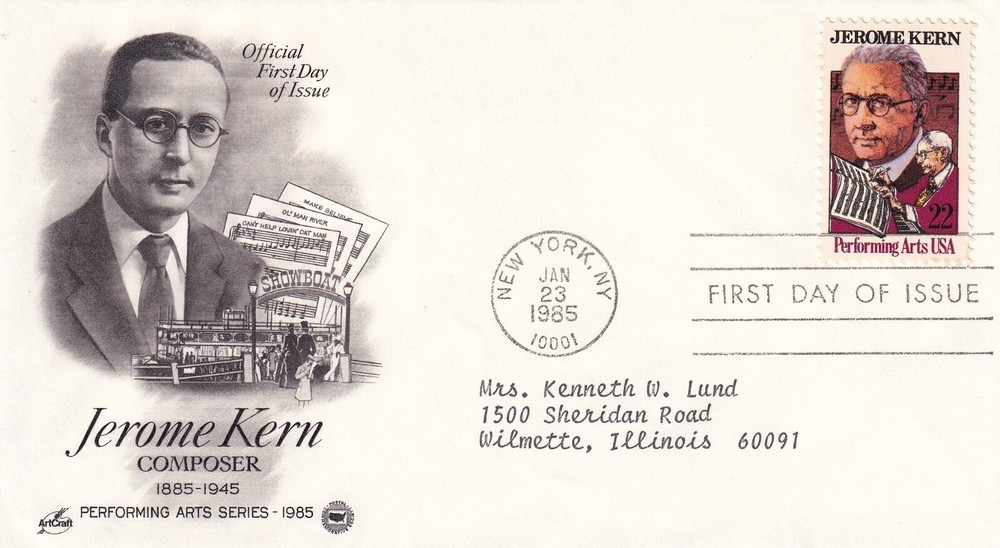 Official
First Day
of Issue
MAKE BELIEVE
OL' MAN RIVER
CAN'T HELP LOVIN' DAT MAN
SHOWBOAT
Jerome Kern
COMPOSER
1885-1945
PERFORMING ARTS SERIES - 1985
ArtCraft
JEROME KERN
22
Performing Arts USA
NEW YORK, NY
JAN
23
1985
10001
FIRST DAY OF ISSUE
Mrs. Kenneth W. Lund
1500 Sheridan Road
Wilmette, Illinois 60091